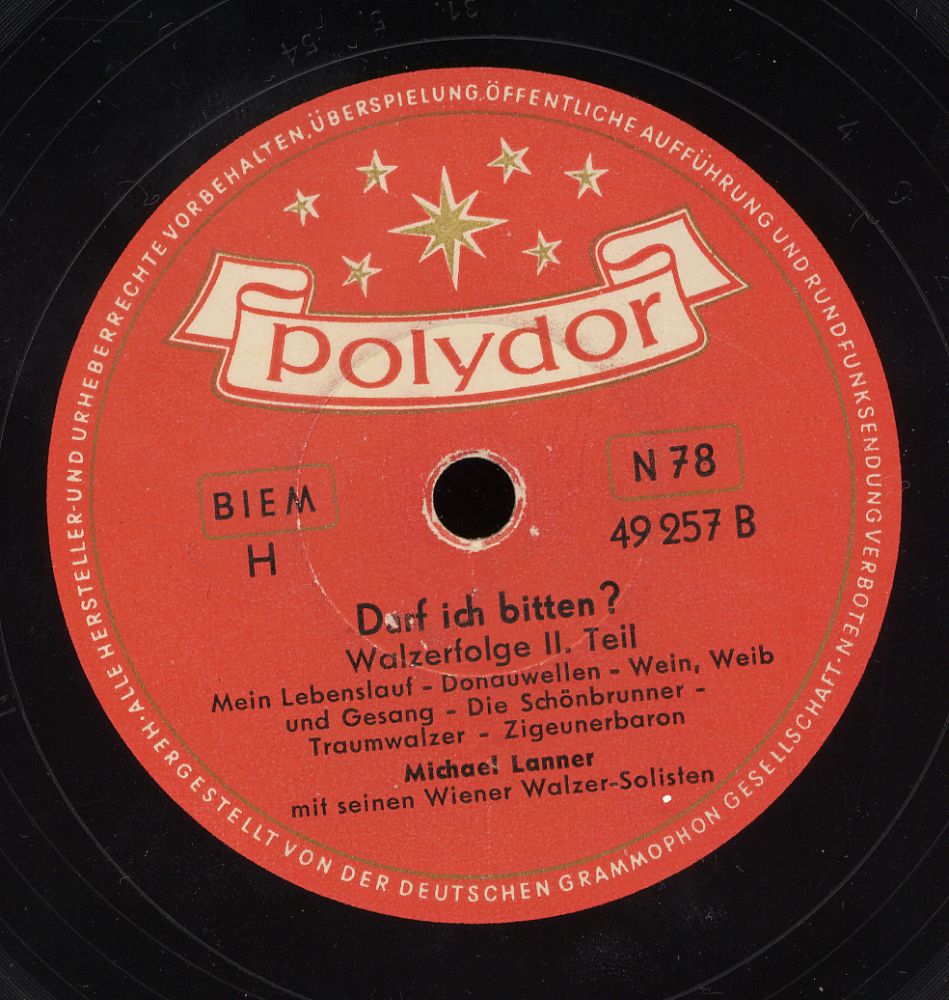 ALLE HERSTELLER- UND URHEBERRECHTE VORBEHALTEN. ÜBERSPIELUNG, ÖFFENTLICHE AUFFÜHRUNG UND RUNDFUNKSENDUNG VERBOTEN · HERGESTELLT VON DER DEUTSCHEN GRAMMOPHON GESELLSCHAFT ·
polydor
BIEM
H
N 78
49 257 B
Darf ich bitten?
Walzerfolge II. Teil
Mein Lebenslauf - Donauwellen - Wein, Weib
und Gesang - Die Schönbrunner -
Traumwalzer - Zigeunerbaron
Michael Lanner
mit seinen Wiener Walzer-Solisten